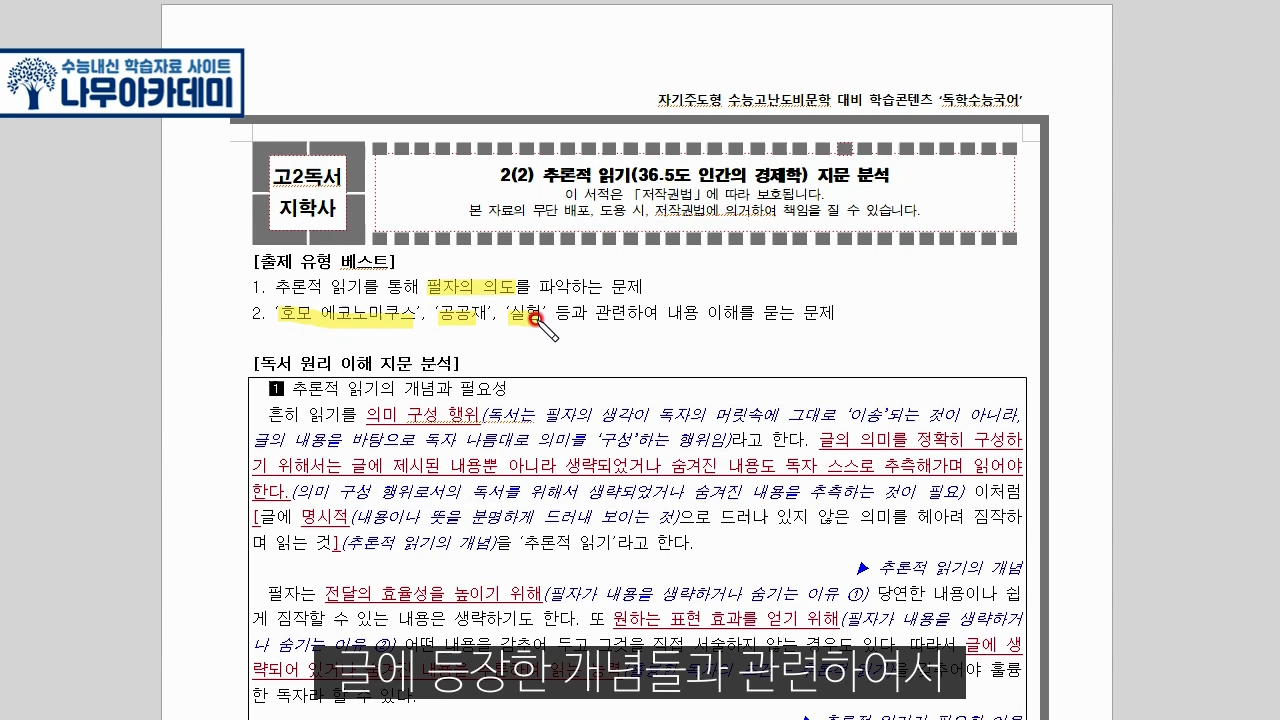 수능내신 학습자료 사이트
나무아카데미
자기주도형 수능고난도비문학 대비 학습콘텐츠 '독학수능국어'
고2독서
지학사
2(2) 추론적 읽기(36.5도 인간의 경제학) 지문 분석
이 서적은 「저작권법」에 따라 보호됩니다.
본 자료의 무단 배포, 도용 시, 저작권법에 의거하여 책임을 질 수 있습니다.
[출제 유형 베스트]
1. 추론적 읽기를 통해 필자의 의도를 파악하는 문제
2. '호모 에코노미쿠스', '공공재', '실험' 등과 관련하여 내용 이해를 묻는 문제
[독서 원리 이해 지문 분석]
1 추론적 읽기의 개념과 필요성
흔히 읽기를 의미 구성 행위(독서는 필자의 생각이 독자의 머릿속에 그대로 '이송'되는 것이 아니라,
글의 내용을 바탕으로 독자 나름대로 의미를 '구성'하는 행위임)라고 한다. 글의 의미를 정확히 구성하
기 위해서는 글에 제시된 내용뿐 아니라 생략되었거나 숨겨진 내용도 독자 스스로 추측해가며 읽어야
한다.(의미 구성 행위로서의 독서를 위해서 생략되었거나 숨겨진 내용을 추측하는 것이 필요) 이처럼
[글에 명시적(내용이나 뜻을 분명하게 드러내 보이는 것)으로 드러나 있지 않은 의미를 헤아려 짐작하
며 읽는 것](추론적 읽기의 개념)을 '추론적 읽기'라고 한다.
▶ 추론적 읽기의 개념
필자는 전달의 효율성을 높이기 위해(필자가 내용을 생략하거나 숨기는 이유 ①) 당연한 내용이나 쉽
게 짐작할 수 있는 내용은 생략하기도 한다. 또 원하는 표현 효과를 얻기 위해(필자가 내용을 생략하거
나 숨기는 이유 ②) 어떤 내용을 감추어 두고 그것을 직접 서술하지 않는 경우도 있다. 따라서 글에 생
략되어 있거나
추어야 훌륭
한 독자라 할 수 있다.
글에 등장한 개념들과 관련하여서
▶ 추론적 읽기가 필요한 이유